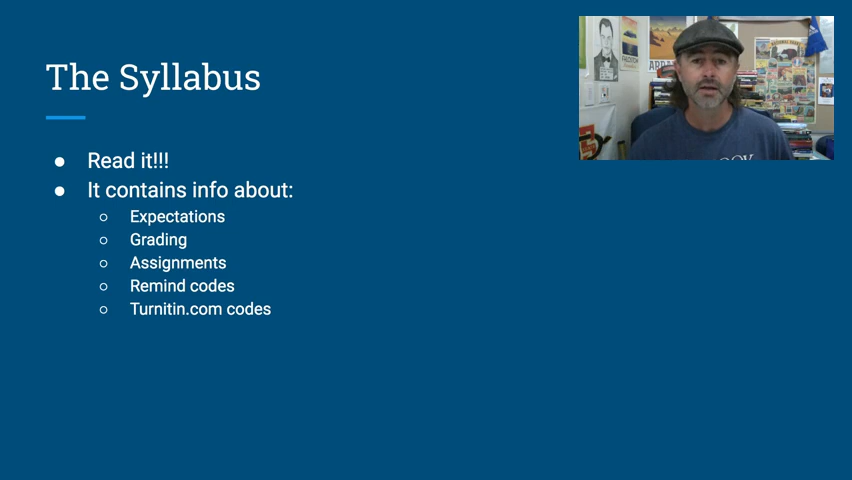 The Syllabus
● Read it!!!
● It contains info about:
○ Expectations
○ Grading
○ Assignments
○ Remind codes
○ Turnitin.com codes